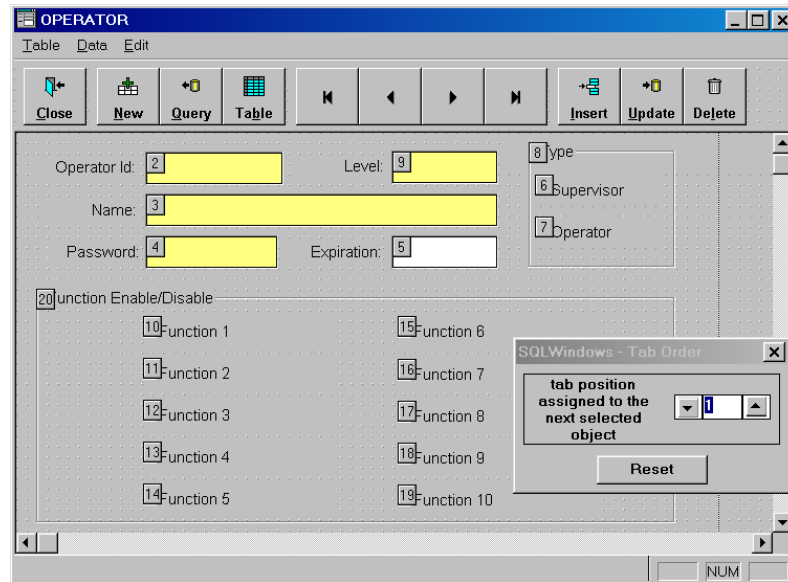 OPERATOR
Table Data Edit
Close New Query Table Insert Update Delete
Operator Id: 2 Level: 9 8 ype
6 Supervisor
Name: 3
7 Operator
Password: 4 Expiration: 5
20 unction Enable/Disable
10 Function 1 15 Function 6
11 Function 2 16 Function 7
12 Function 3 17 Function 8
13 Function 4 18 Function 9
14 Function 5 19 Function 10
SQLWindows - Tab Order
tab position
assigned to the
next selected
object
1
Reset
NUM